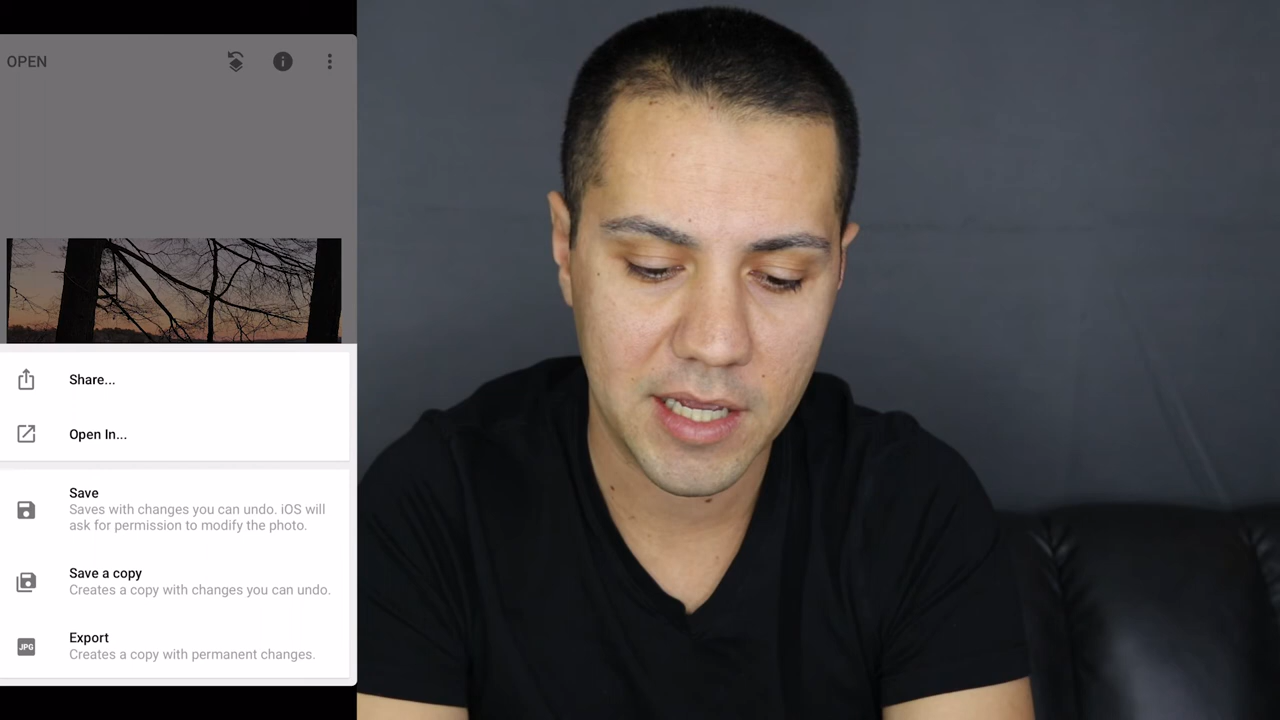 OPEN
Share...
Open In...
Save
Saves with changes you can undo. iOS will
ask for permission to modify the photo.
Save a copy
Creates a copy with changes you can undo.
JPG
Export
Creates a copy with permanent changes.